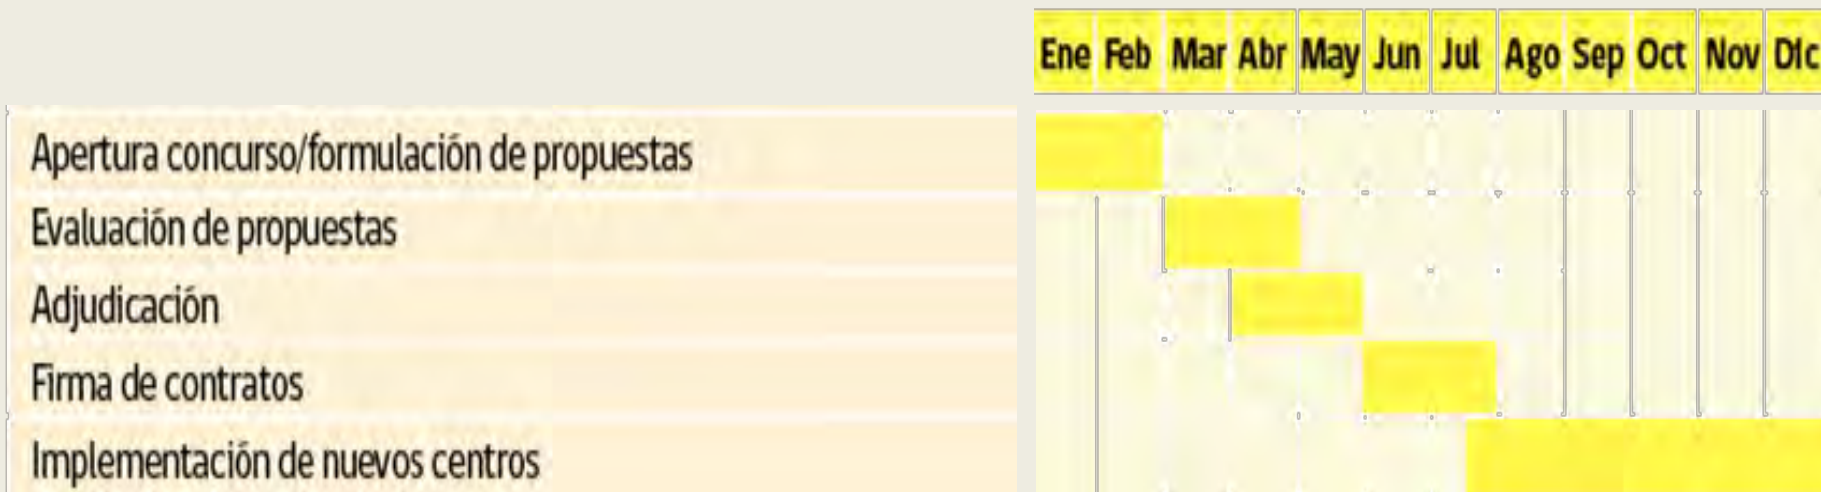 Ene Feb Mar Abr May Jun Jul Ago Sep Oct Nov Dic
Apertura concurso/formulación de propuestas
Evaluación de propuestas
Adjudicación
Firma de contratos
Implementación de nuevos centros